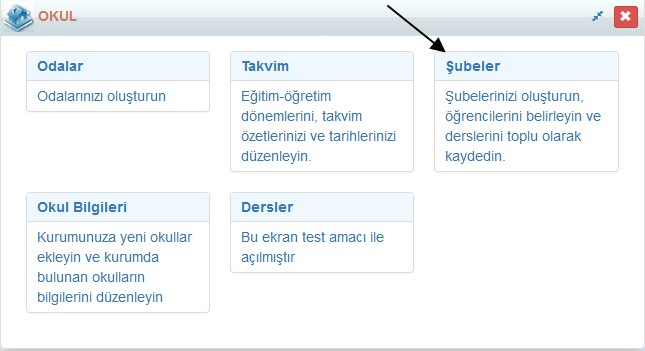 OKUL
Odalar
Odalarınızı oluşturun
Takvim
Eğitim-öğretim
dönemlerini, takvim
özetlerinizi ve tarihlerinizi
düzenleyin.
Şubeler
Şubelerinizi oluşturun,
öğrencilerini belirleyin ve
derslerini toplu olarak
kaydedin.
Okul Bilgileri
Kurumunuza yeni okullar
ekleyin ve kurumda
bulunan okulların
bilgilerini düzenleyin
Dersler
Bu ekran test amacı ile
açılmıştır